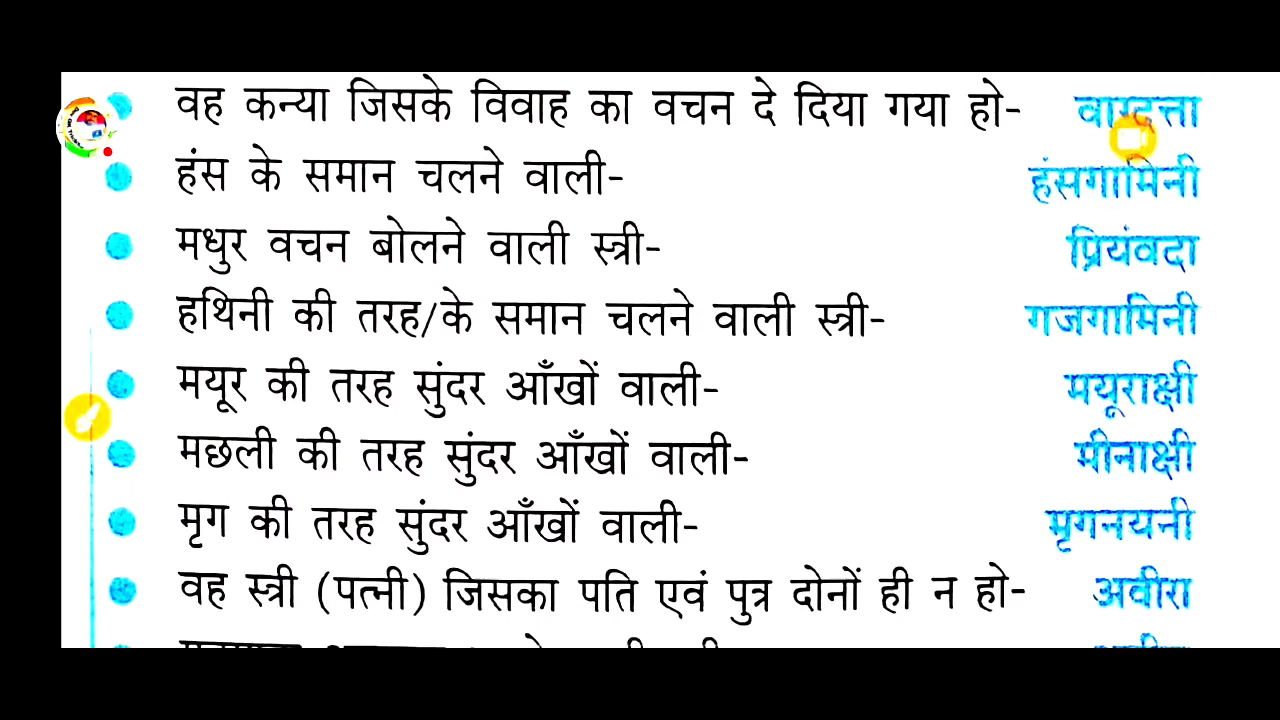 वह कन्या जिसके विवाह का वचन दे दिया गया हो- वाग्दत्ता
हंस के समान चलने वाली- हंसगामिनी
मधुर वचन बोलने वाली स्त्री- प्रियंवदा
हथिनी की तरह/के समान चलने वाली स्त्री- गजगामिनी
मयूर की तरह सुंदर आँखों वाली- मयूराक्षी
मछली की तरह सुंदर आँखों वाली- मीनाक्षी
मृग की तरह सुंदर आँखों वाली- मृगनयनी
वह स्त्री (पत्नी) जिसका पति एवं पुत्र दोनों ही न हो- अवीरा